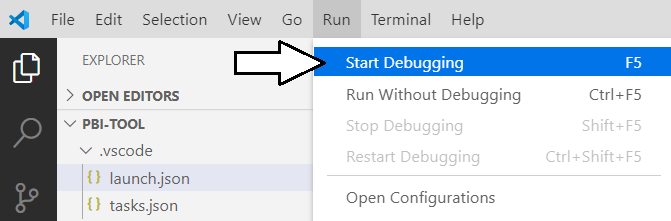 File Edit Selection View Go Run Terminal Help
EXPLORER
OPEN EDITORS
PBI-TOOL
.vscode
{} launch.json
{} tasks.json
Start Debugging F5
Run Without Debugging Ctrl+F5
Stop Debugging Shift+F5
Restart Debugging Ctrl+Shift+F5
Open Configurations